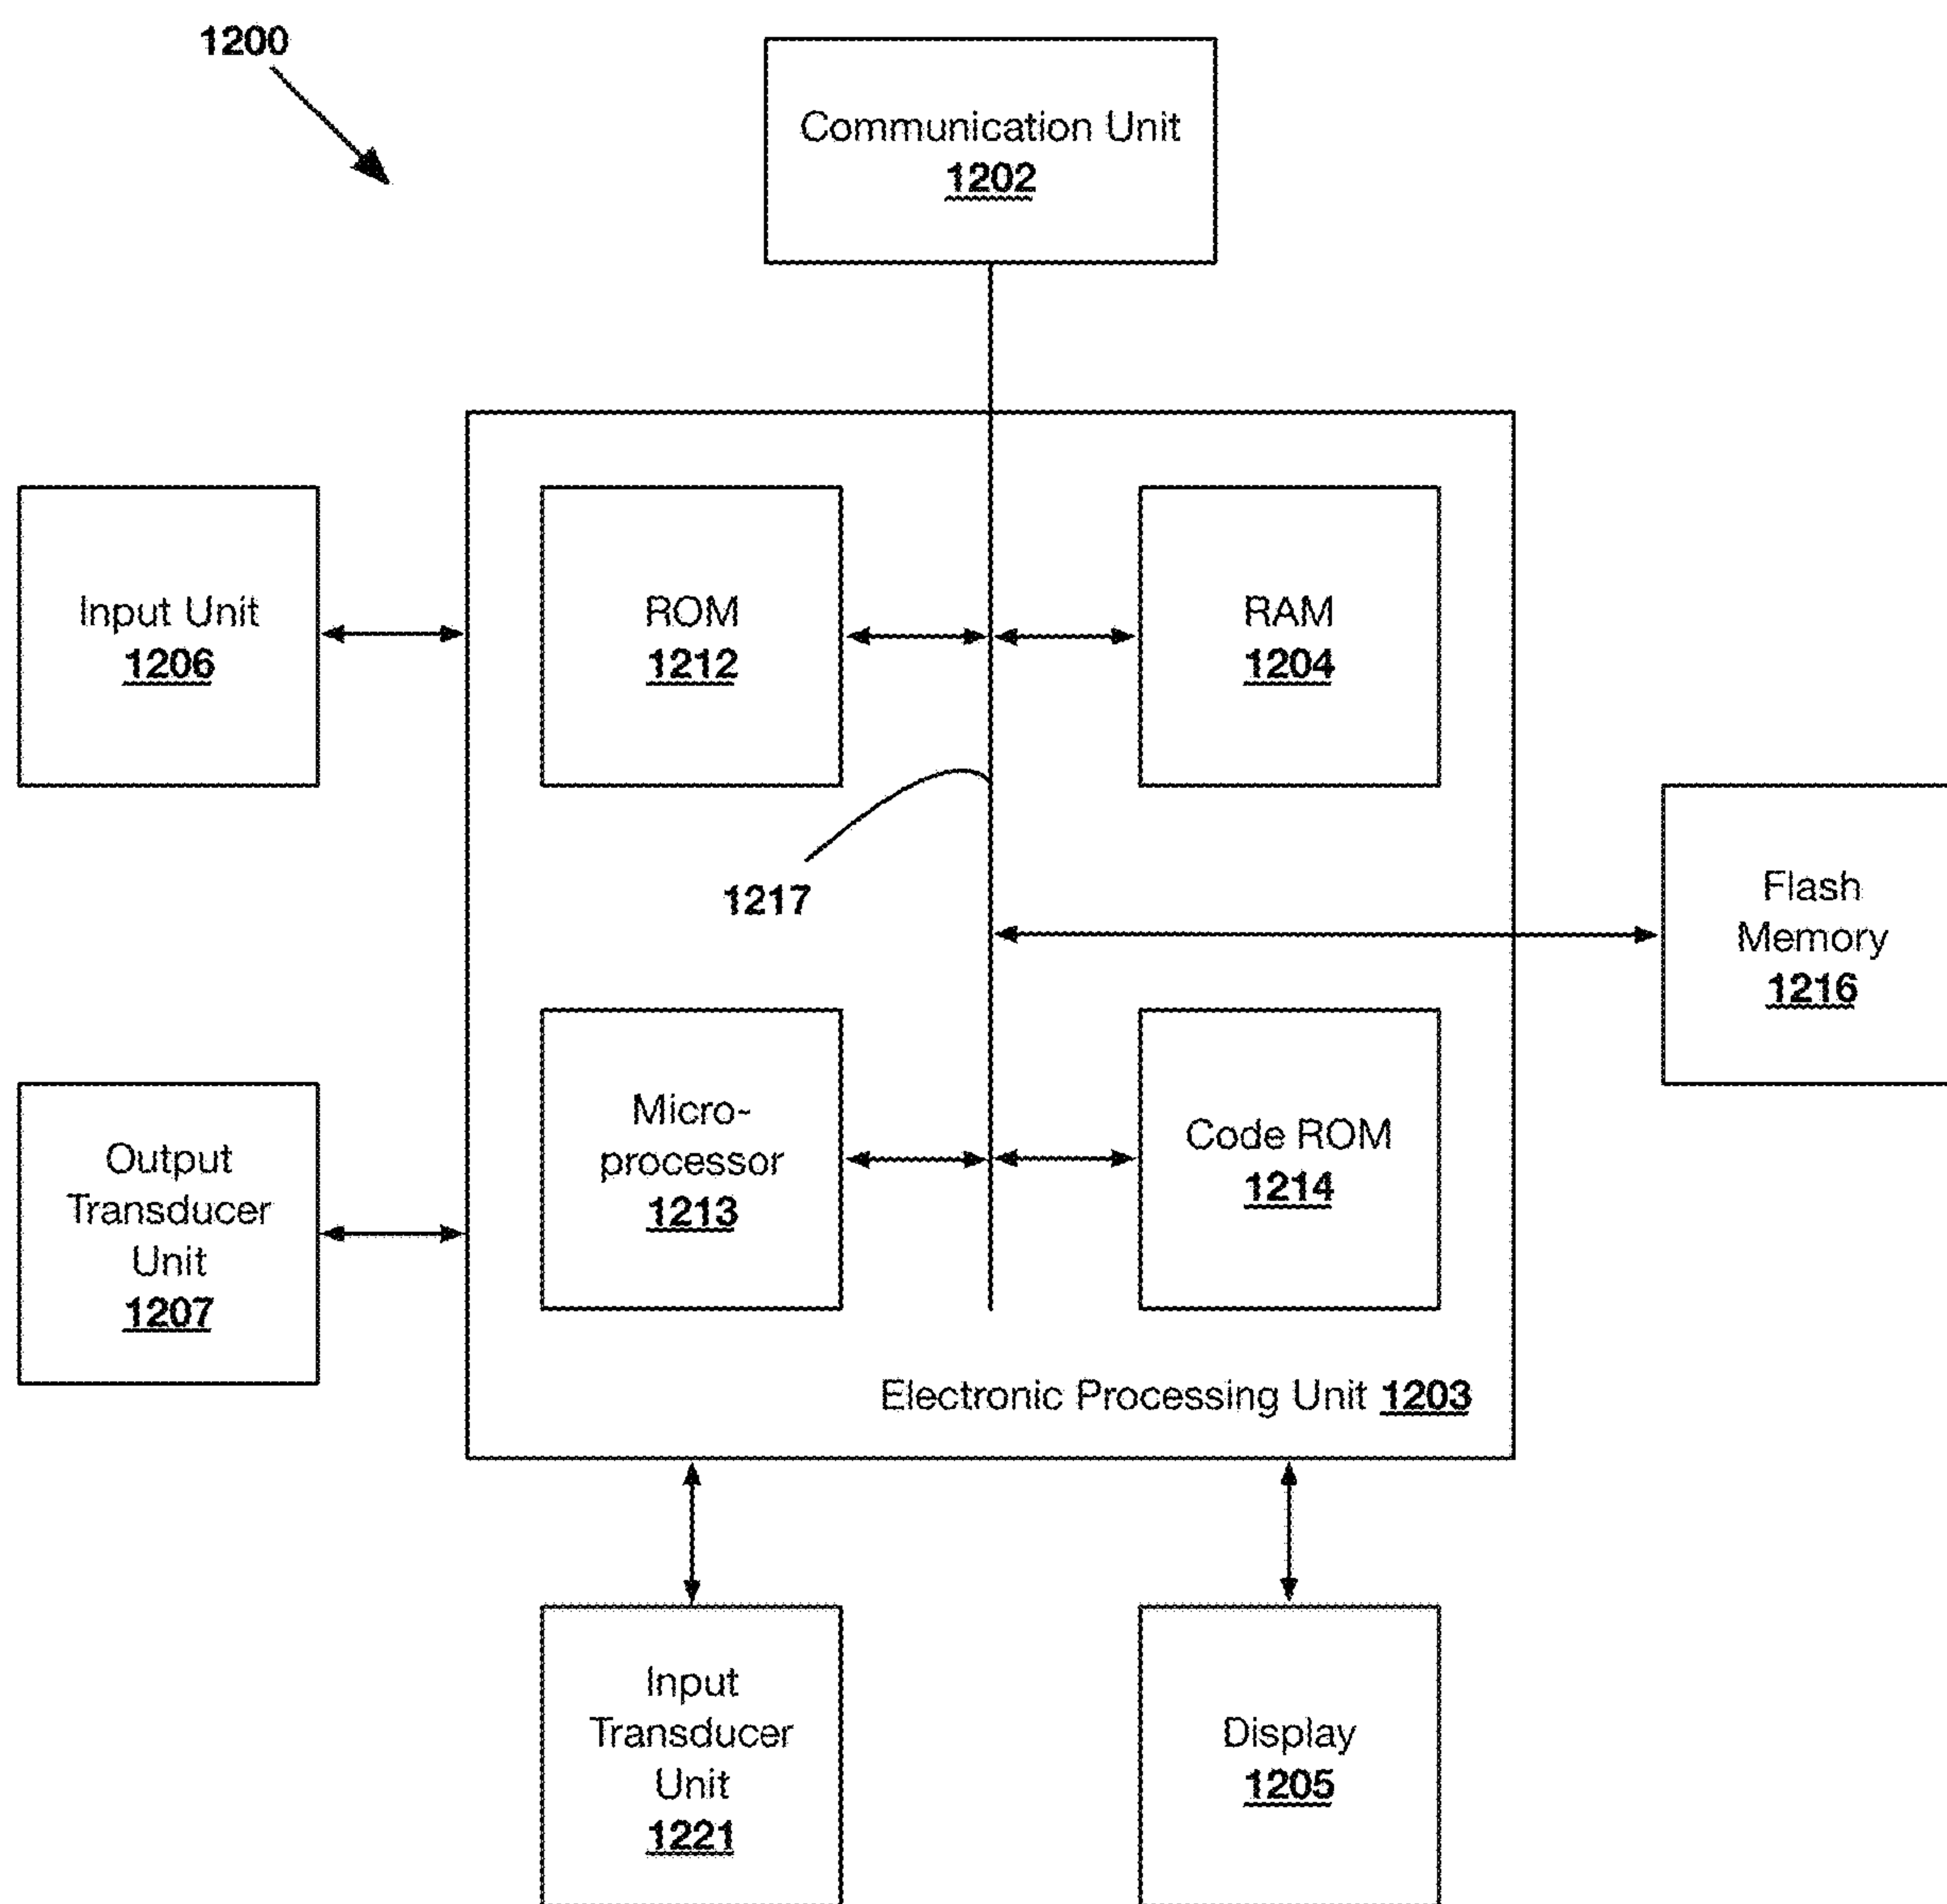 1200
Communication Unit
1202
Input Unit
1206
ROM
1212
RAM
1204
1217
Flash
Memory
1216
Micro-
processor
1213
Code ROM
1214
Output
Transducer
Unit
1207
Electronic Processing Unit 1203
Input
Transducer
Unit
1221
Display
1205